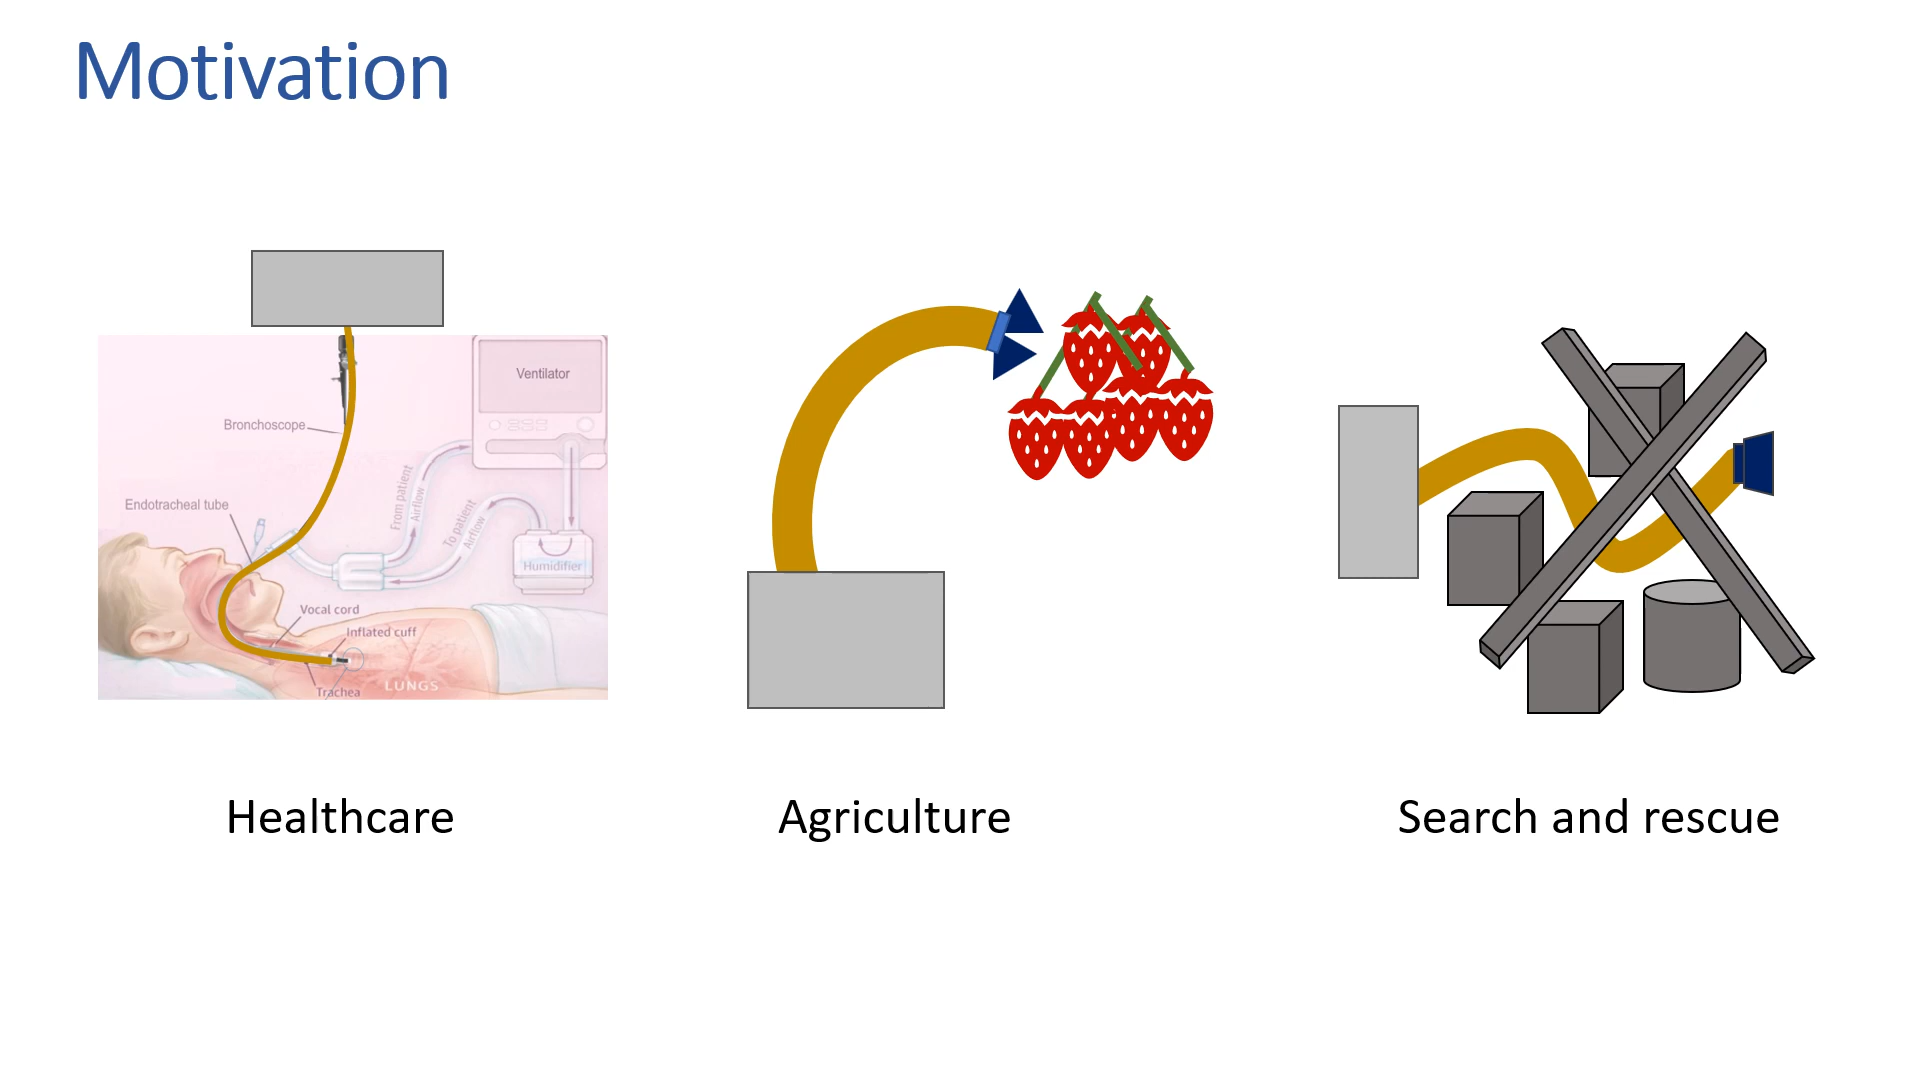 Motivation
Ventilator
Bronchoscope
From patient
Airflow
To patient
Airflow
Endotracheal tube
Humidifier
Vocal cord
Inflated cuff
Trachea
LUNGS
Healthcare
Agriculture
Search and rescue